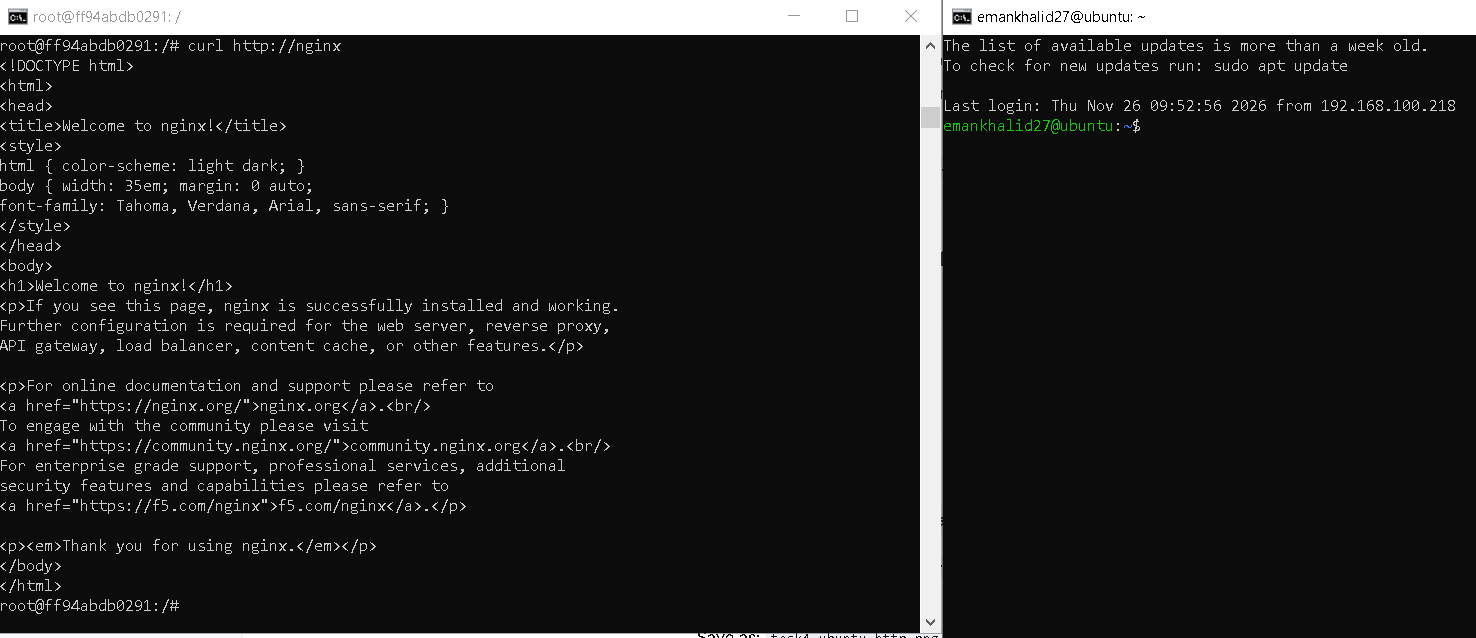 root@ff94abdb0291: /
root@ff94abdb0291:/# curl http://nginx
<!DOCTYPE html>
<html>
<head>
<title>Welcome to nginx!</title>
<style>
html { color-scheme: light dark; }
body { width: 35em; margin: 0 auto;
font-family: Tahoma, Verdana, Arial, sans-serif; }
</style>
</head>
<body>
<h1>Welcome to nginx!</h1>
<p>If you see this page, nginx is successfully installed and working.
Further configuration is required for the web server, reverse proxy,
API gateway, load balancer, content cache, or other features.</p>

<p>For online documentation and support please refer to
<a href="https://nginx.org/">nginx.org</a>.<br/>
To engage with the community please visit
<a href="https://community.nginx.org/">community.nginx.org</a>.<br/>
For enterprise grade support, professional services, additional
security features and capabilities please refer to
<a href="https://f5.com/nginx">f5.com/nginx</a>.</p>

<p><em>Thank you for using nginx.</em></p>
</body>
</html>
root@ff94abdb0291:/#
emankhalid27@ubuntu: ~
The list of available updates is more than a week old.
To check for new updates run: sudo apt update

Last login: Thu Nov 26 09:52:56 2026 from 192.168.100.218
emankhalid27@ubuntu:~$
Save as: task4_ubuntu_http.png